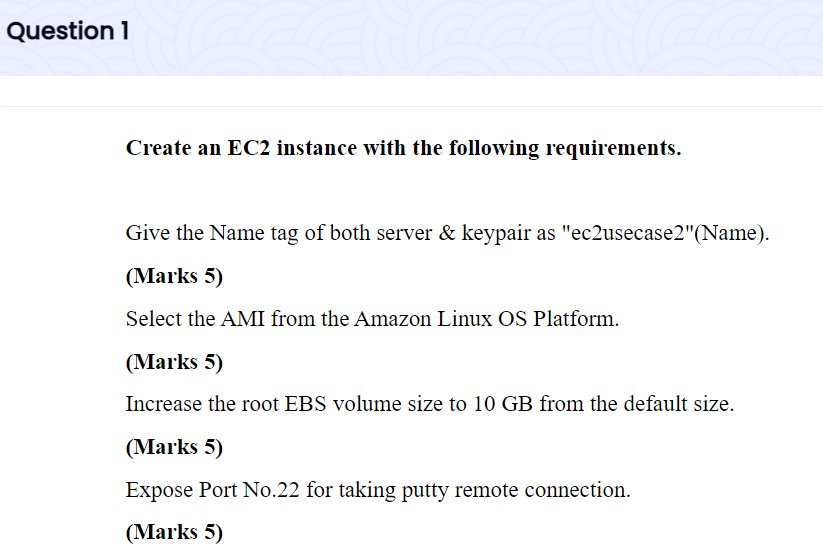 Question 1
Create an EC2 instance with the following requirements.
Give the Name tag of both server & keypair as "ec2usecase2"(Name).
(Marks 5)
Select the AMI from the Amazon Linux OS Platform.
(Marks 5)
Increase the root EBS volume size to 10 GB from the default size.
(Marks 5)
Expose Port No.22 for taking putty remote connection.
(Marks 5)